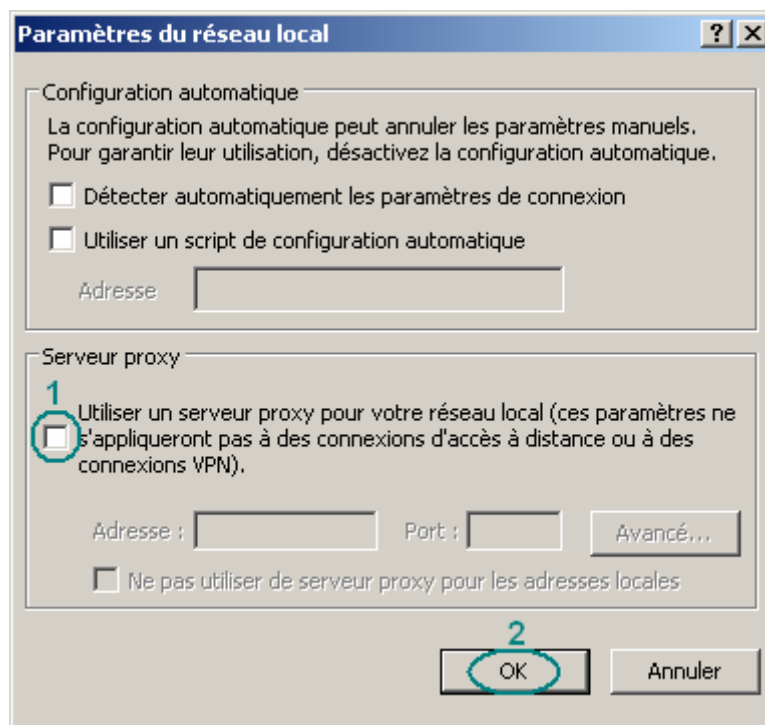 Paramètres du réseau local
Configuration automatique
La configuration automatique peut annuler les paramètres manuels.
Pour garantir leur utilisation, désactivez la configuration automatique.
Détecter automatiquement les paramètres de connexion
Utiliser un script de configuration automatique
Adresse
Serveur proxy
1
Utiliser un serveur proxy pour votre réseau local (ces paramètres ne
s'appliqueront pas à des connexions d'accès à distance ou à des
connexions VPN).
Adresse : Port : Avancé...
Ne pas utiliser de serveur proxy pour les adresses locales
2
OK Annuler